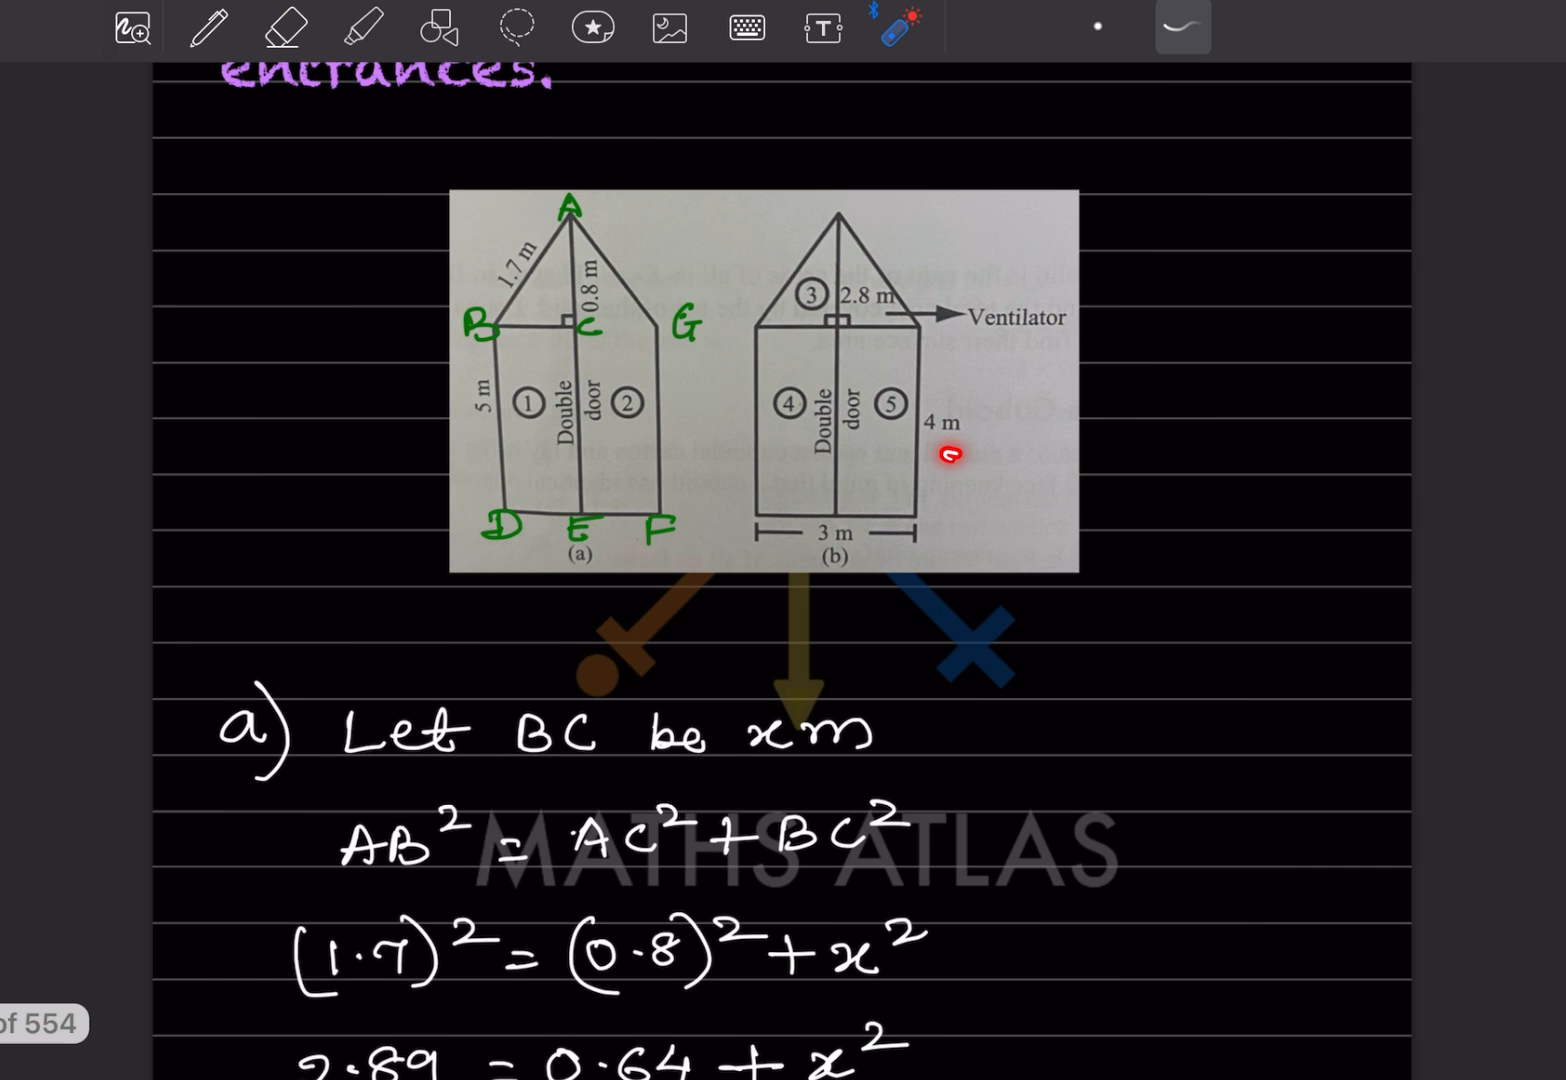 entrances.
A
1.7 m
0.8 m
B
C
G
5 m
1
Double
door
2
D
E
F
(a)
3
2.8 m
Ventilator
4
Double
door
5
4 m
3 m
(b)
a) Let BC be x m
AB² = AC² + BC²
MATHS ATLAS
(1.7)² = (0.8)² + x²
2.89 = 0.64 + x²
of 554